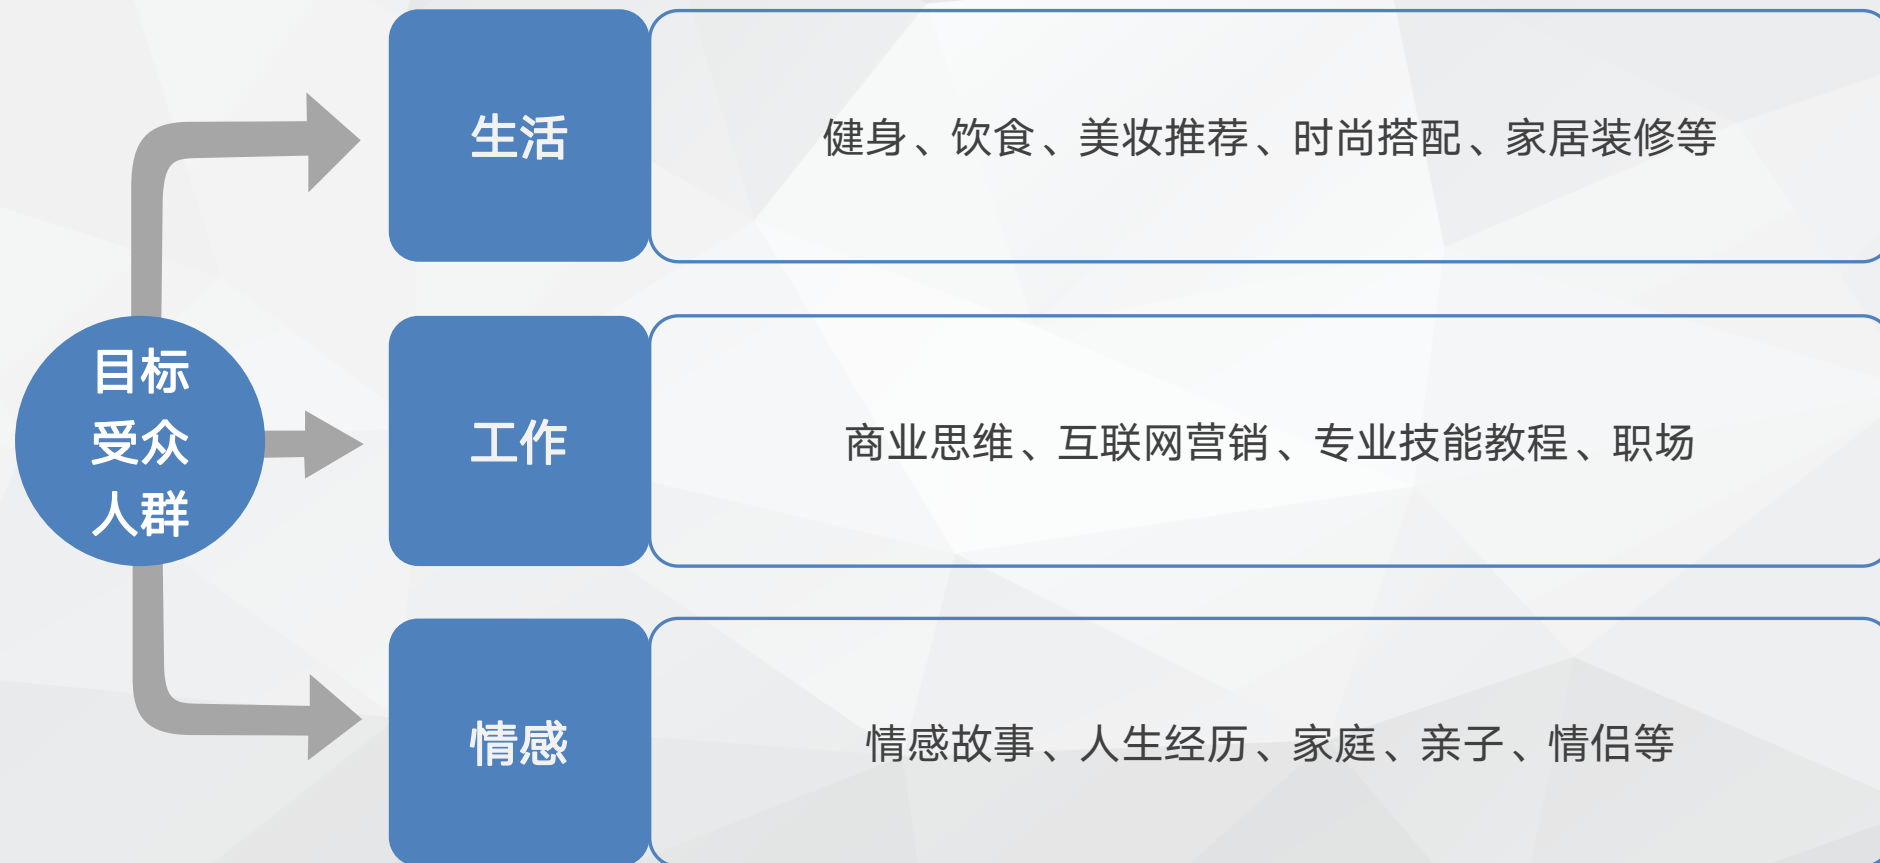 目标
受众
人群
生活
健身、饮食、美妆推荐、时尚搭配、家居装修等
工作
商业思维、互联网营销、专业技能教程、职场
情感
情感故事、人生经历、家庭、亲子、情侣等